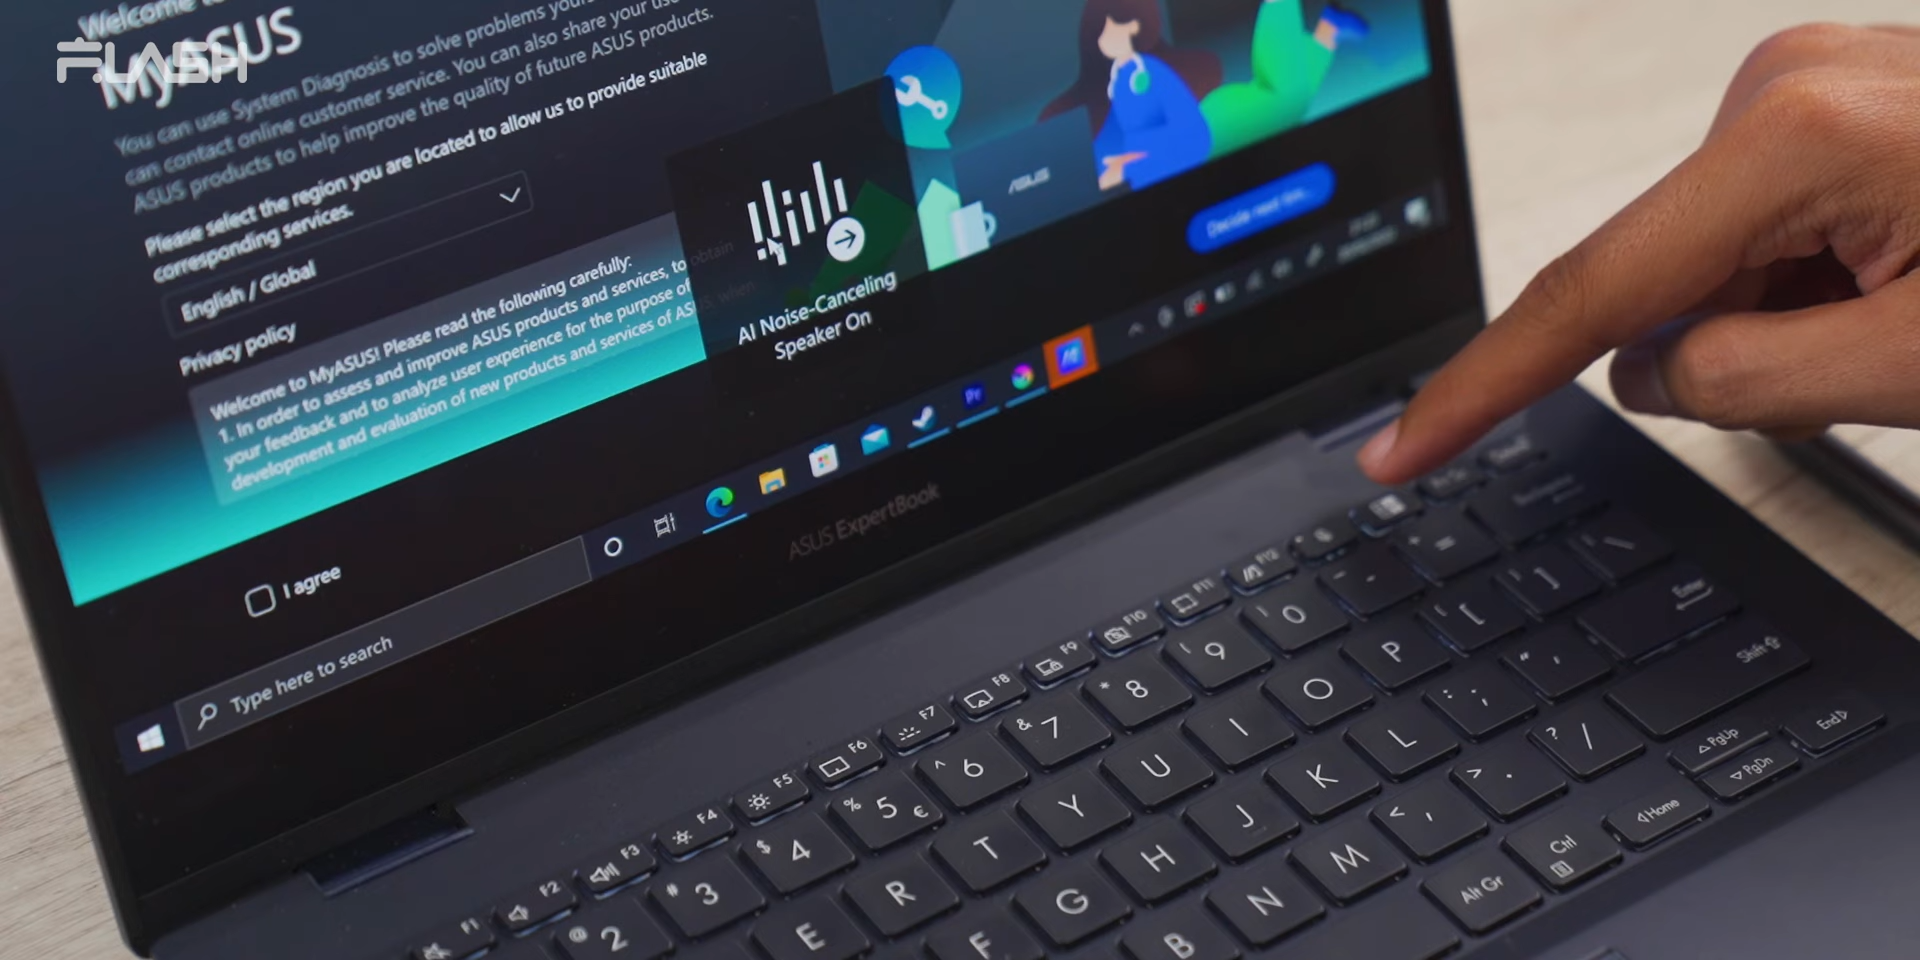 FLASH
Welcome to
MyASUS
You can use System Diagnosis to solve problems
can contact online customer service. You can also share your
ASUS products to help improve the quality of future ASUS products.
Please select the region you are located to allow us to provide suitable
corresponding services.
English / Global
Privacy policy
Welcome to MyASUS! Please read the following carefully:
1. In order to assess and improve ASUS products and services, to obtain
your feedback and to analyze user experience for the purpose of
development and evaluation of new products and services of ASUS, when
I agree
AI Noise-Canceling
Speaker On
ASUS
Decide next time
Pr
Type here to search
ASUS ExpertBook
F1 F2 F3 F4 F5 F6 F7 F8 F9 F10 F11 F12
@ 2 # 3 $ 4 % 5 € ^ 6 & 7 * 8 ( 9 ) 0 - + =
E R T Y U I O P { [ } ] | \
F G H J K L : ; " ' Enter
B N M < , > . ? / Shift
Alt Gr Ctrl Home PgUp PgDn End